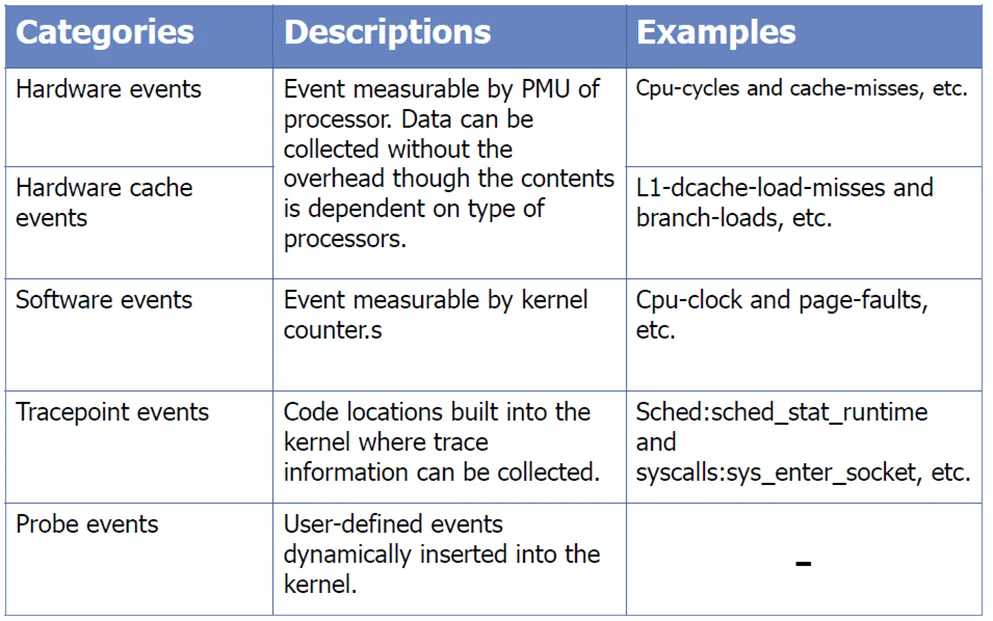 Categories
Descriptions
Examples
Hardware events
Event measurable by PMU of
processor. Data can be
collected without the
overhead though the contents
is dependent on type of
processors.
Cpu-cycles and cache-misses, etc.
Hardware cache
events
L1-dcache-load-misses and
branch-loads, etc.
Software events
Event measurable by kernel
counter.s
Cpu-clock and page-faults,
etc.
Tracepoint events
Code locations built into the
kernel where trace
information can be collected.
Sched:sched_stat_runtime
and
syscalls:sys_enter_socket, etc.
Probe events
User-defined events
dynamically inserted into the
kernel.
–